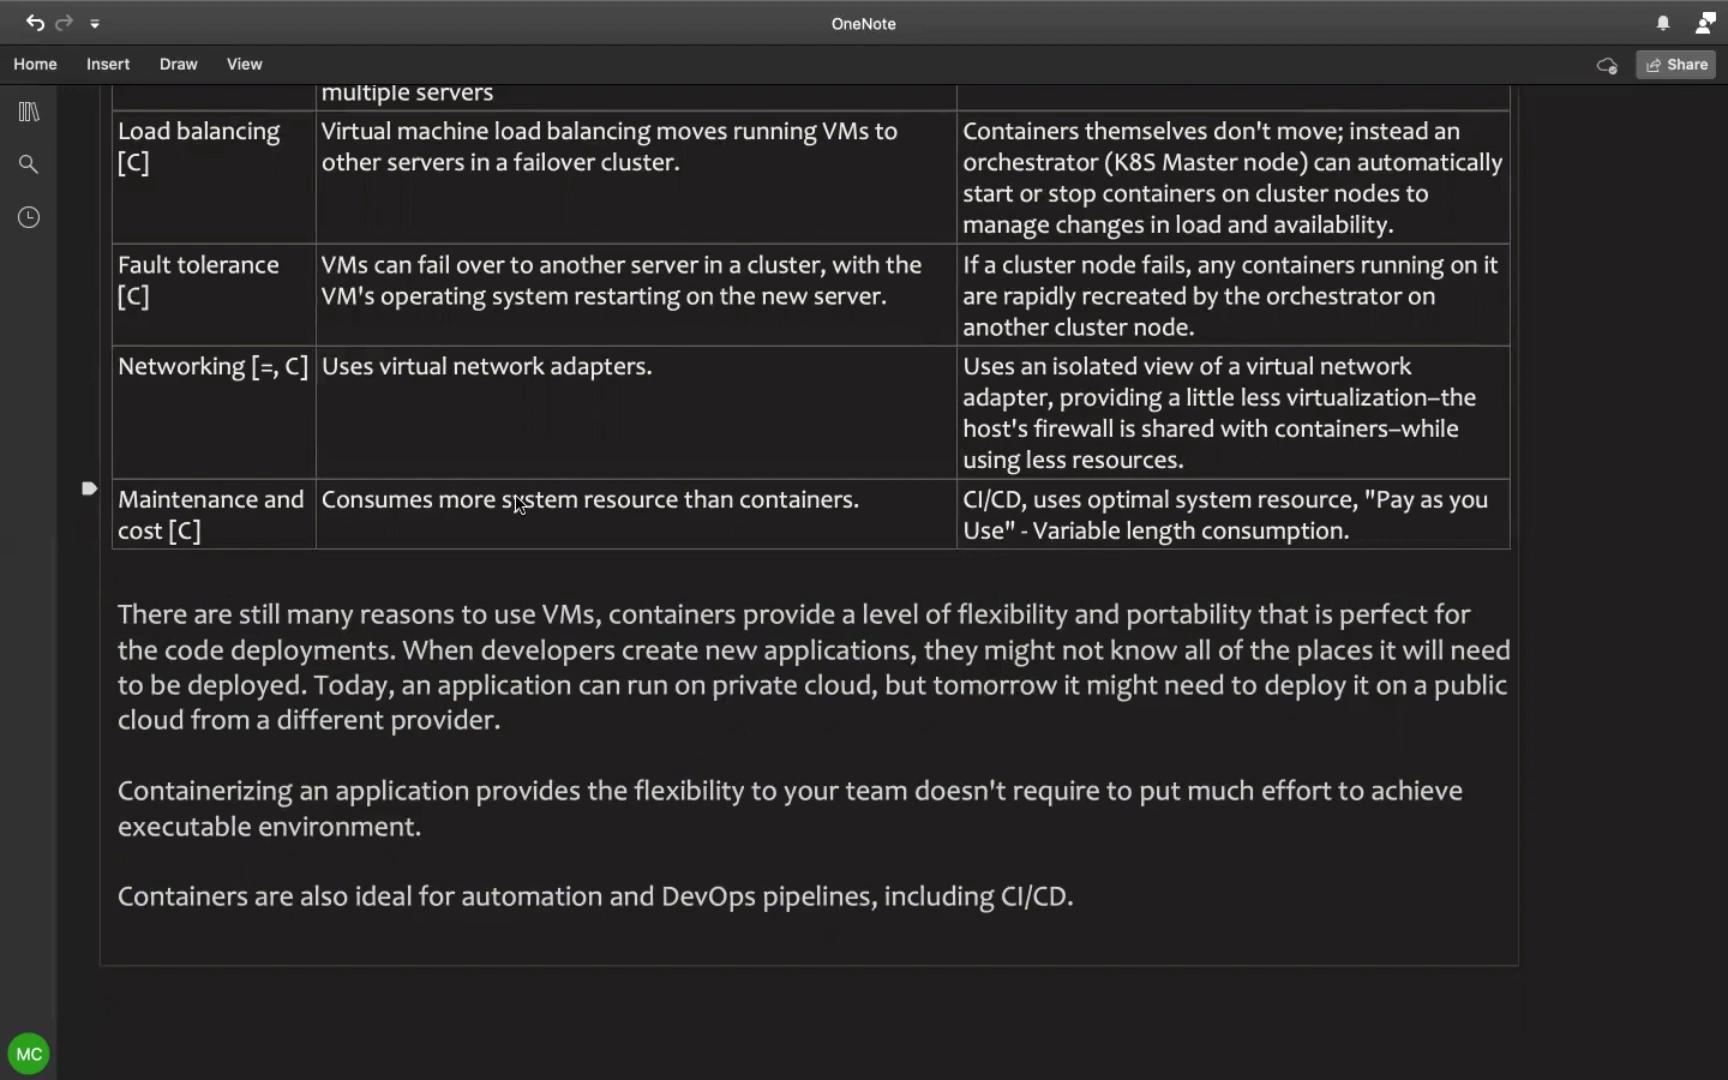 OneNote
Home Insert Draw View Share
multiple servers
Load balancing
[C]
Virtual machine load balancing moves running VMs to
other servers in a failover cluster.
Containers themselves don't move; instead an
orchestrator (K8S Master node) can automatically
start or stop containers on cluster nodes to
manage changes in load and availability.
Fault tolerance
[C]
VMs can fail over to another server in a cluster, with the
VM's operating system restarting on the new server.
If a cluster node fails, any containers running on it
are rapidly recreated by the orchestrator on
another cluster node.
Networking [=, C]
Uses virtual network adapters.
Uses an isolated view of a virtual network
adapter, providing a little less virtualization–the
host's firewall is shared with containers–while
using less resources.
Maintenance and
cost [C]
Consumes more system resource than containers.
CI/CD, uses optimal system resource, "Pay as you
Use" - Variable length consumption.
There are still many reasons to use VMs, containers provide a level of flexibility and portability that is perfect for
the code deployments. When developers create new applications, they might not know all of the places it will need
to be deployed. Today, an application can run on private cloud, but tomorrow it might need to deploy it on a public
cloud from a different provider.
Containerizing an application provides the flexibility to your team doesn't require to put much effort to achieve
executable environment.
Containers are also ideal for automation and DevOps pipelines, including CI/CD.
MC